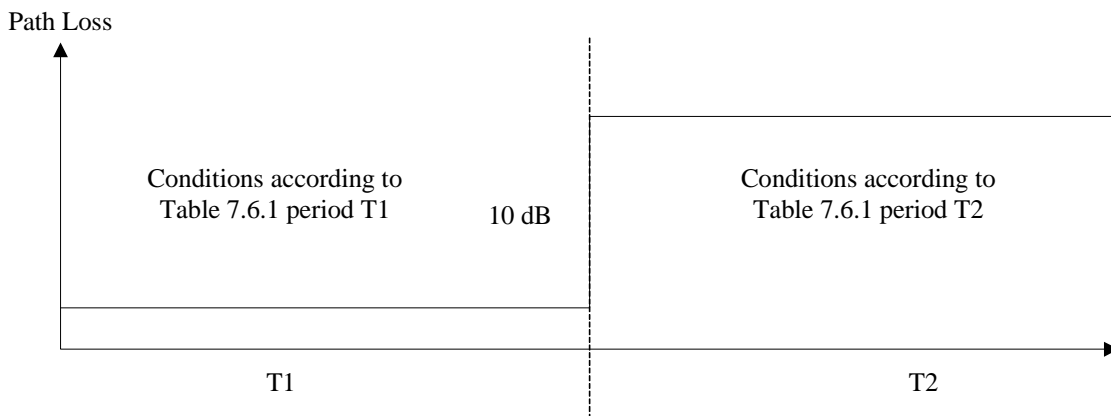 Path Loss
Conditions according to
Table 7.6.1 period T1
10 dB
Conditions according to
Table 7.6.1 period T2
T1
T2